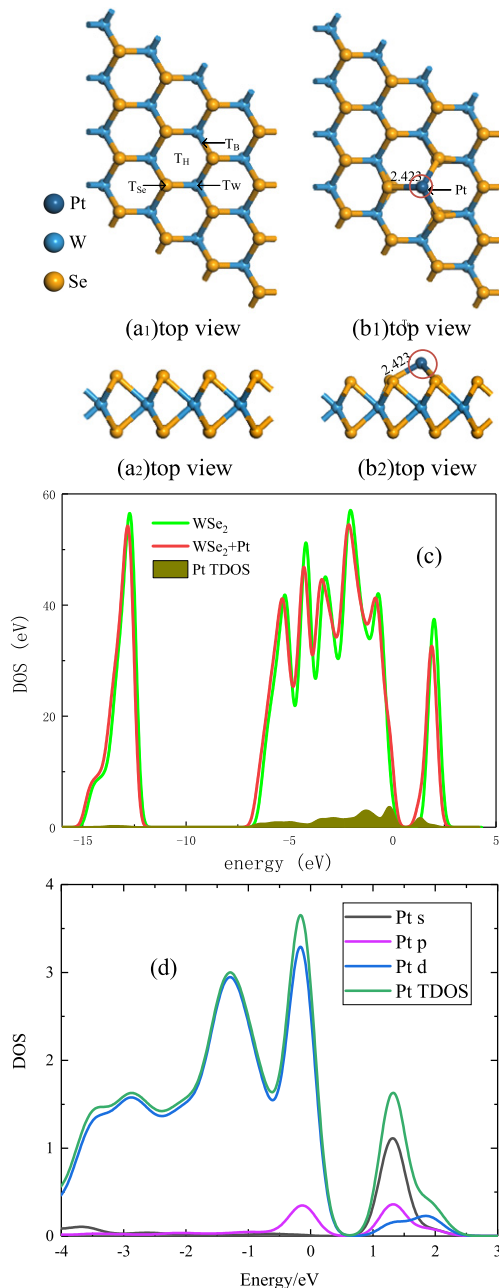 T_B
T_H
T_Se
T_W
2.423
Pt
Pt
W
Se
(a1)top view
(b1)top view
2.423
(a2)top view
(b2)top view
60
40
20
0
DOS (eV)
WSe₂
WSe₂+Pt
Pt TDOS
(c)
-15
-10
-5
0
5
energy (eV)
4
3
2
1
0
DOS
(d)
Pt s
Pt p
Pt d
Pt TDOS
-4
-3
-2
-1
0
1
2
3
Energy/eV